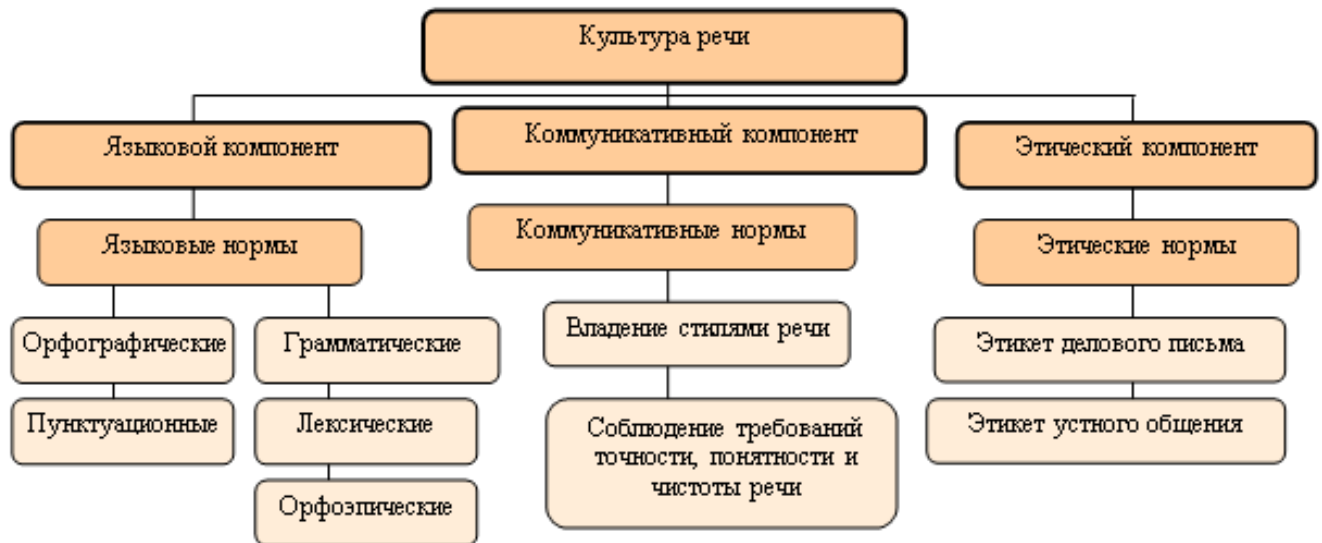 Культура речи
Языковой компонент
Коммуникативный компонент
Этический компонент
Языковые нормы
Коммуникативные нормы
Этические нормы
Орфографические
Грамматические
Владение стилями речи
Этикет делового письма
Пунктуационные
Лексические
Соблюдение требований
точности, понятности и
чистоты речи
Этикет устного общения
Орфоэпические